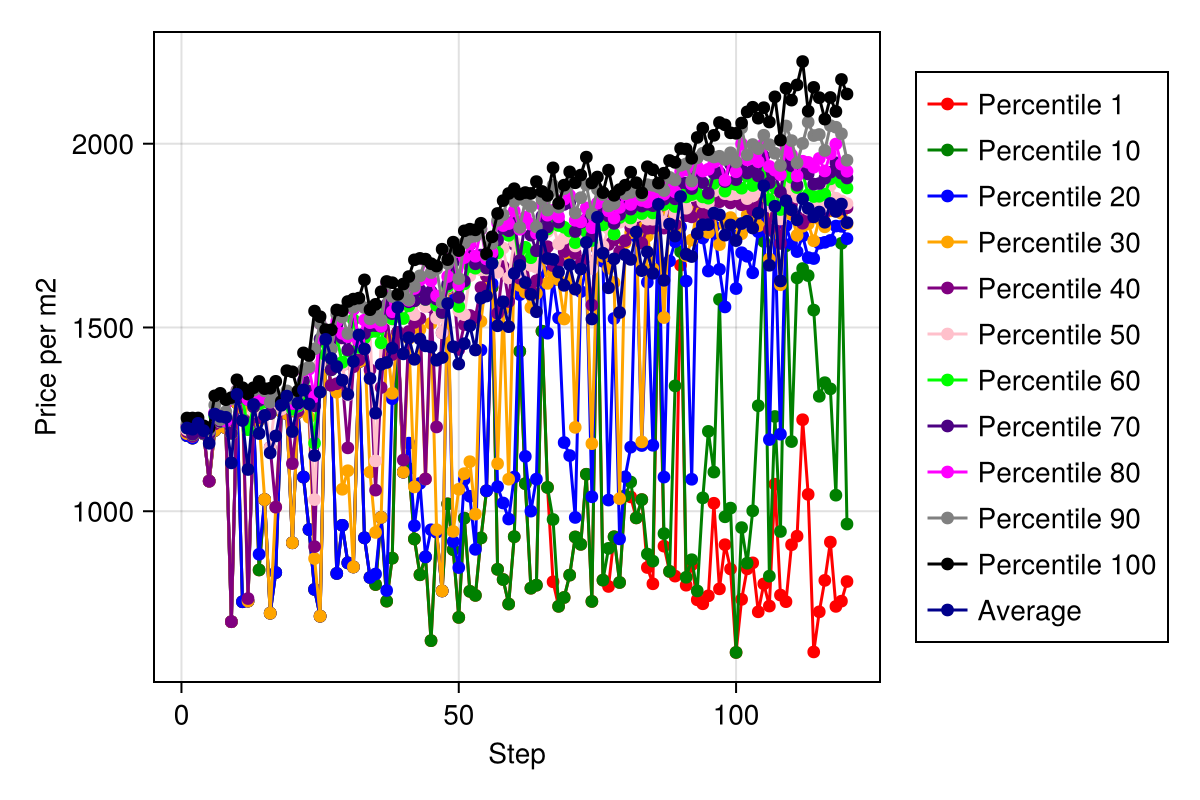 2000
1500
1000
Price per m2
0
50
100
Step
Percentile 1
Percentile 10
Percentile 20
Percentile 30
Percentile 40
Percentile 50
Percentile 60
Percentile 70
Percentile 80
Percentile 90
Percentile 100
Average